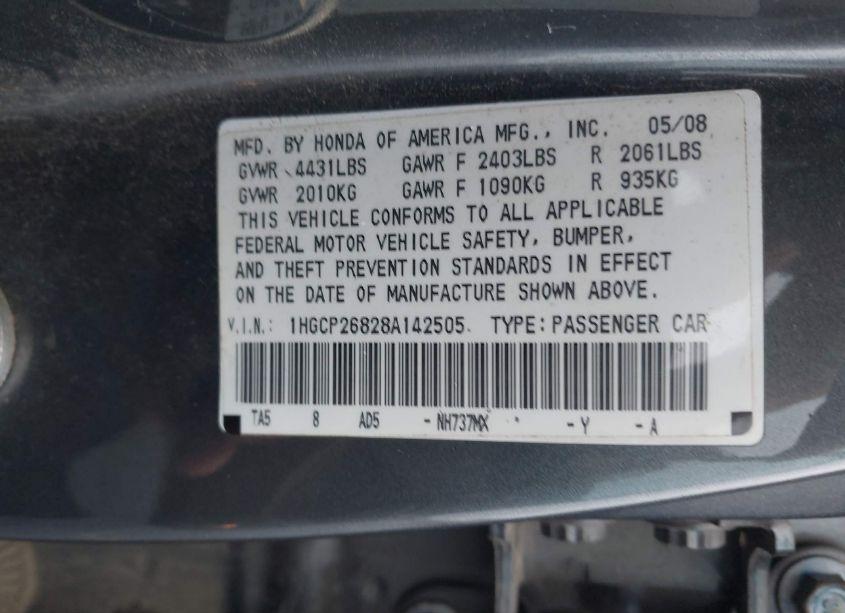 MFD. BY HONDA OF AMERICA MFG., INC. 05/08
GVWR 4431LBS GAWR F 2403LBS R 2061LBS
GVWR 2010KG GAWR F 1090KG R 935KG
THIS VEHICLE CONFORMS TO ALL APPLICABLE
FEDERAL MOTOR VEHICLE SAFETY, BUMPER,
AND THEFT PREVENTION STANDARDS IN EFFECT
ON THE DATE OF MANUFACTURE SHOWN ABOVE.
V.I.N.: 1HGCP26828A142505 TYPE: PASSENGER CAR
TA5 8 AD5 -NH737MX -Y -A